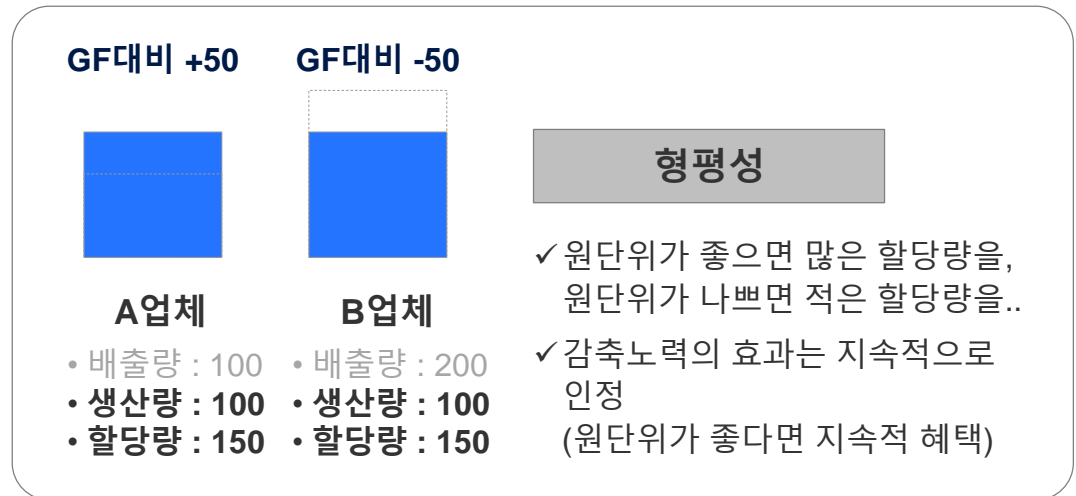 GF대비 +50
GF대비 -50
A업체
• 배출량 : 100
• 생산량 : 100
• 할당량 : 150
B업체
• 배출량 : 200
• 생산량 : 100
• 할당량 : 150
형평성
✓ 원단위가 좋으면 많은 할당량을,
원단위가 나쁘면 적은 할당량을..
✓ 감축노력의 효과는 지속적으로
인정
(원단위가 좋다면 지속적 혜택)